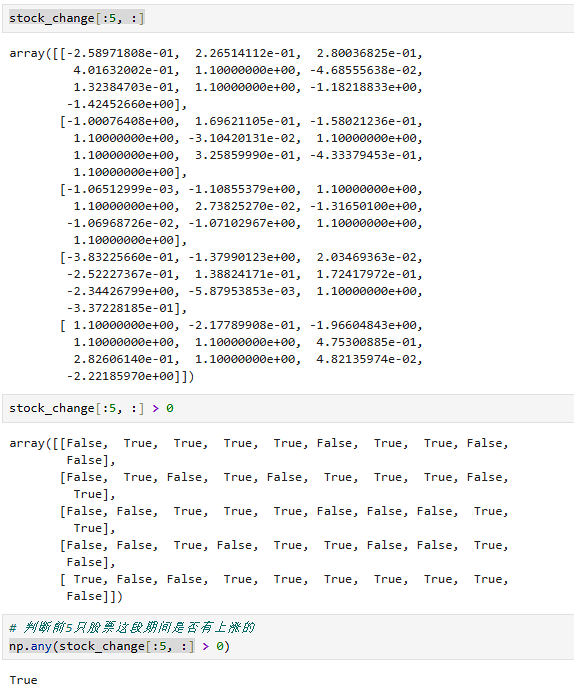 stock_change[:5, :]
array([[-2.58971808e-01,  2.26514112e-01,  2.80036825e-01,
         4.01632002e-01,  1.10000000e+00, -4.68555638e-02,
         1.32384703e-01,  1.10000000e+00, -1.18218833e+00,
        -1.42452660e+00],
       [-1.00076408e+00,  1.69621105e-01, -1.58021236e-01,
         1.10000000e+00, -3.10420131e-02,  1.10000000e+00,
         1.10000000e+00,  3.25859990e-01, -4.33379453e-01,
         1.10000000e+00],
       [-1.06512999e-03, -1.10855379e+00,  1.10000000e+00,
         1.10000000e+00,  2.73825270e-02, -1.31650100e+00,
        -1.06968726e-02, -1.07102967e+00,  1.10000000e+00,
         1.10000000e+00],
       [-3.83225660e-01, -1.37990123e+00,  2.03469363e-02,
        -2.52227367e-01,  1.38824171e-01,  1.72417972e-01,
        -2.34426799e+00, -5.87953853e-03,  1.10000000e+00,
        -3.37228185e-01],
       [ 1.10000000e+00, -2.17789908e-01, -1.96604843e+00,
         1.10000000e+00,  1.10000000e+00,  4.75300885e-01,
         2.82606140e-01,  1.10000000e+00,  4.82135974e-02,
        -2.22185970e+00]])
stock_change[:5, :] > 0
array([[False,  True,  True,  True,  True, False,  True,  True, False,
        False],
       [False,  True, False,  True, False,  True,  True,  True, False,
         True],
       [False, False,  True,  True,  True, False, False, False,  True,
         True],
       [False, False,  True, False,  True,  True, False, False,  True,
        False],
       [ True, False, False,  True,  True,  True,  True,  True,  True,
        False]])
# 判断前5只股票这段期间是否有上涨的
np.any(stock_change[:5, :] > 0)
True